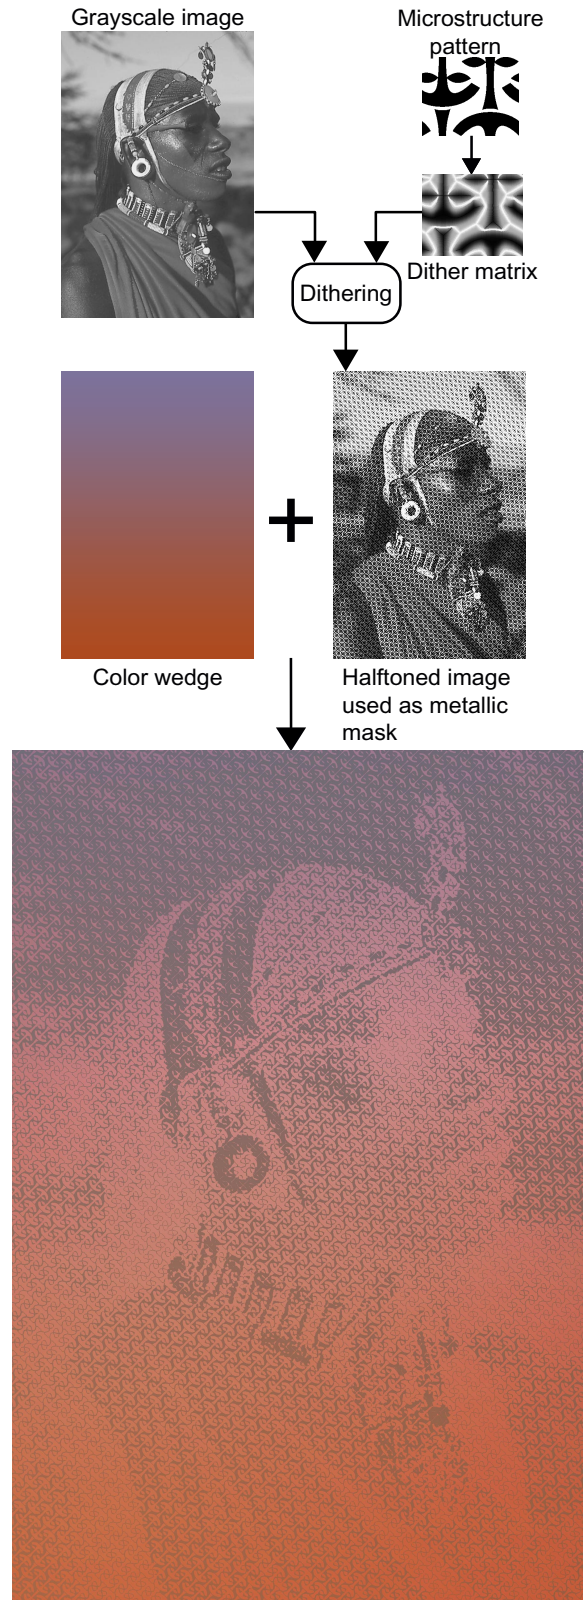 Grayscale image
Microstructure
pattern
Dither matrix
Dithering
Color wedge
Halftoned image
used as metallic
mask